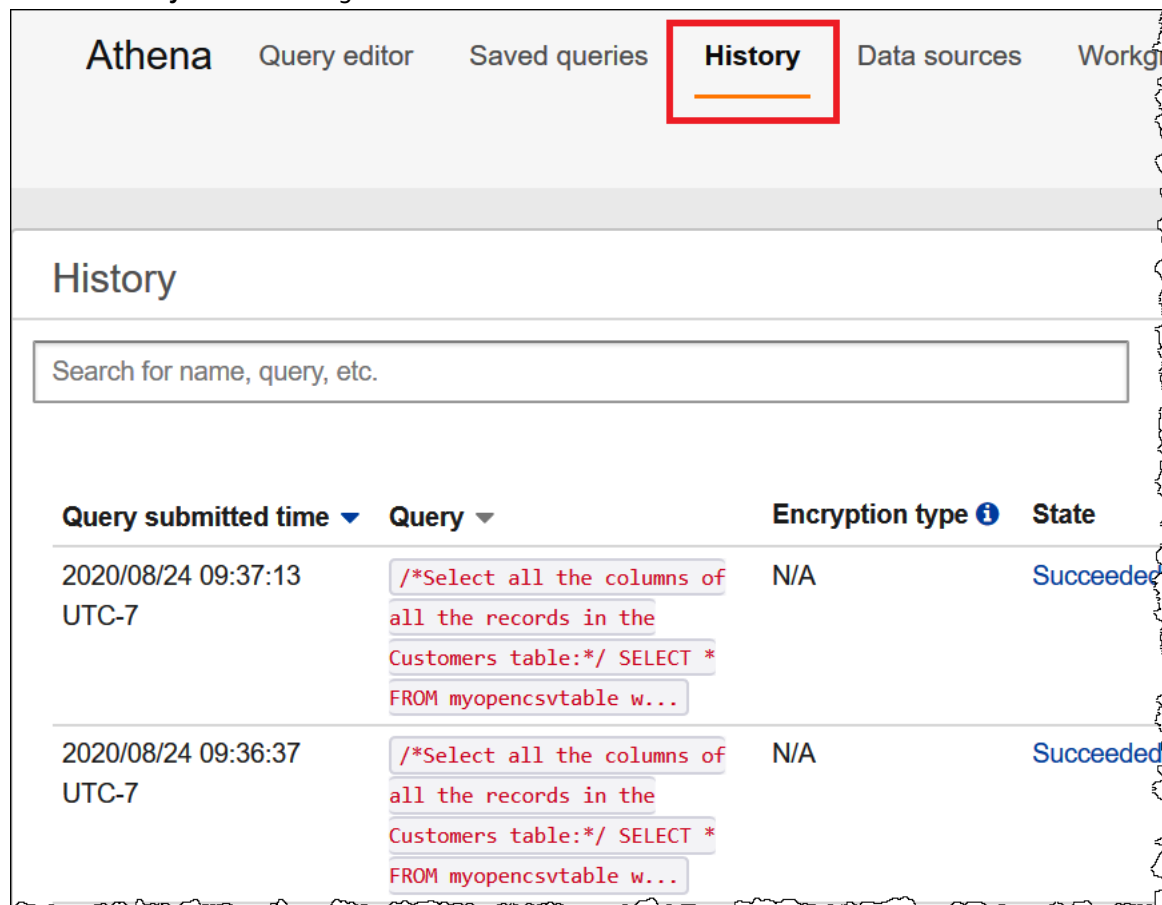 Athena Query editor Saved queries History Data sources
History
Search for name, query, etc.
Query submitted time Query Encryption type State
2020/08/24 09:37:13 /*Select all the columns of N/A Succeeded
UTC-7 all the records in the
Customers table:*/ SELECT *
FROM myopencsvtable w...
2020/08/24 09:36:37 /*Select all the columns of N/A Succeeded
UTC-7 all the records in the
Customers table:*/ SELECT *
FROM myopencsvtable w...